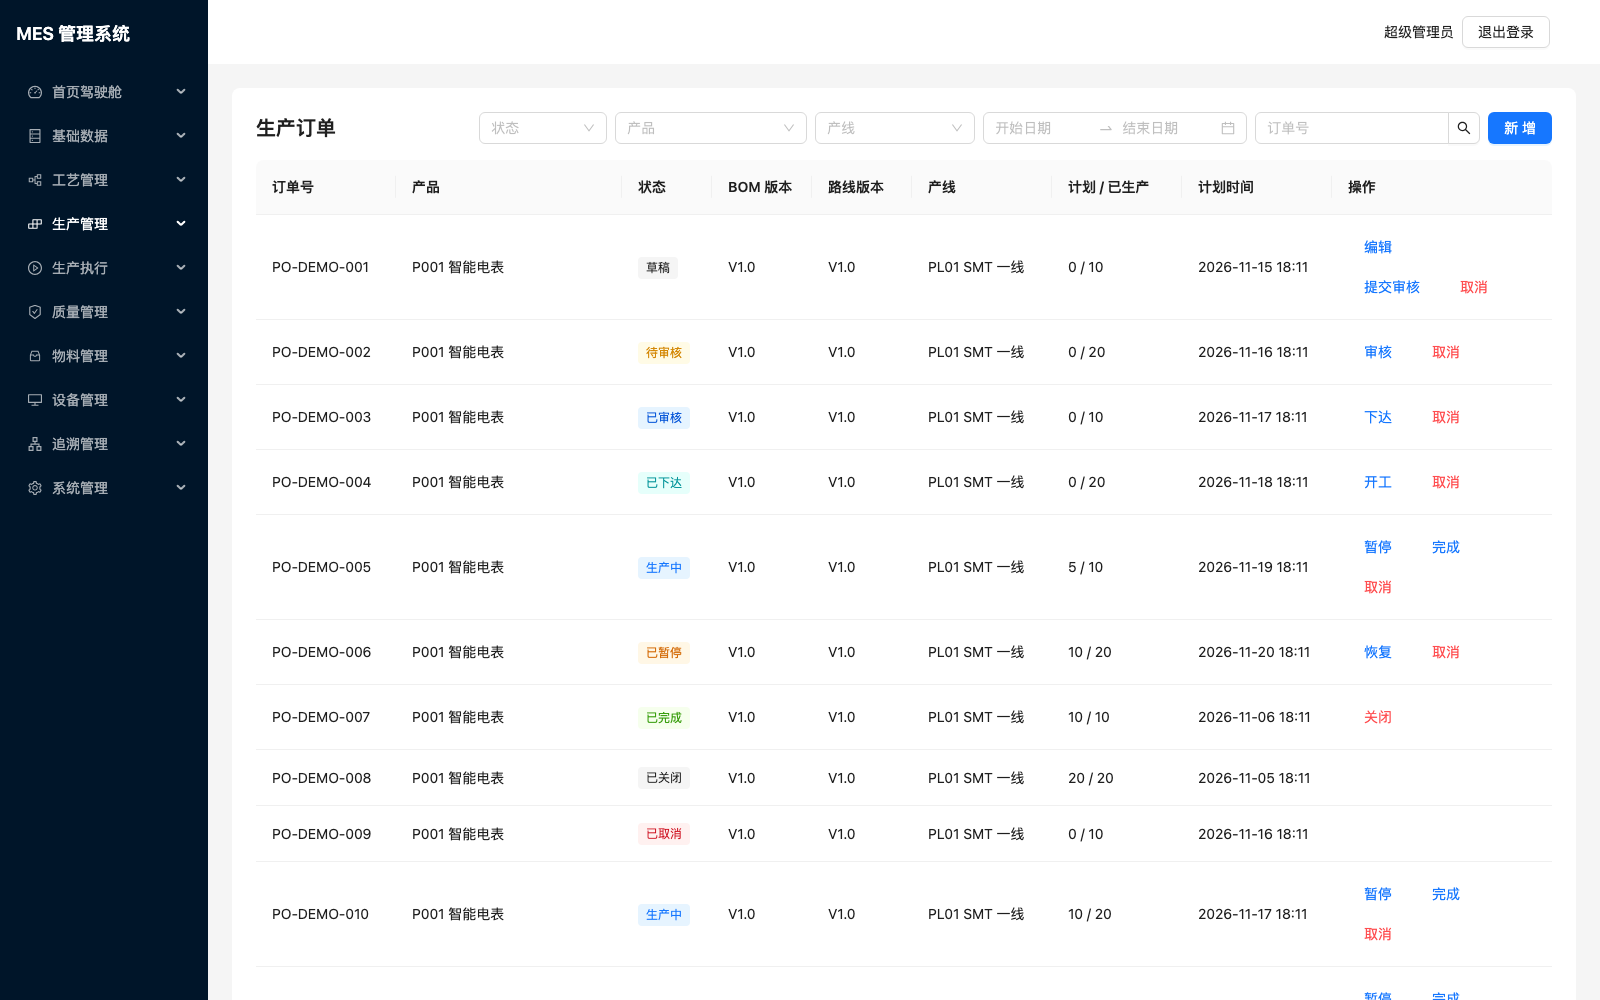 MES 管理系统
首页驾驶舱
基础数据
工艺管理
生产管理
生产执行
质量管理
物料管理
设备管理
追溯管理
系统管理
超级管理员 退出登录
生产订单 状态 产品 产线 开始日期 结束日期 订单号 新 增
订单号 产品 状态 BOM 版本 路线版本 产线 计划 / 已生产 计划时间 操作
PO-DEMO-001 P001 智能电表 草稿 V1.0 V1.0 PL01 SMT 一线 0 / 10 2026-11-15 18:11 编辑
提交审核 取消
PO-DEMO-002 P001 智能电表 待审核 V1.0 V1.0 PL01 SMT 一线 0 / 20 2026-11-16 18:11 审核 取消
PO-DEMO-003 P001 智能电表 已审核 V1.0 V1.0 PL01 SMT 一线 0 / 10 2026-11-17 18:11 下达 取消
PO-DEMO-004 P001 智能电表 已下达 V1.0 V1.0 PL01 SMT 一线 0 / 20 2026-11-18 18:11 开工 取消
PO-DEMO-005 P001 智能电表 生产中 V1.0 V1.0 PL01 SMT 一线 5 / 10 2026-11-19 18:11 暂停 完成
取消
PO-DEMO-006 P001 智能电表 已暂停 V1.0 V1.0 PL01 SMT 一线 10 / 20 2026-11-20 18:11 恢复 取消
PO-DEMO-007 P001 智能电表 已完成 V1.0 V1.0 PL01 SMT 一线 10 / 10 2026-11-06 18:11 关闭
PO-DEMO-008 P001 智能电表 已关闭 V1.0 V1.0 PL01 SMT 一线 20 / 20 2026-11-05 18:11
PO-DEMO-009 P001 智能电表 已取消 V1.0 V1.0 PL01 SMT 一线 0 / 10 2026-11-16 18:11
PO-DEMO-010 P001 智能电表 生产中 V1.0 V1.0 PL01 SMT 一线 10 / 20 2026-11-17 18:11 暂停 完成
取消
暂停 完成